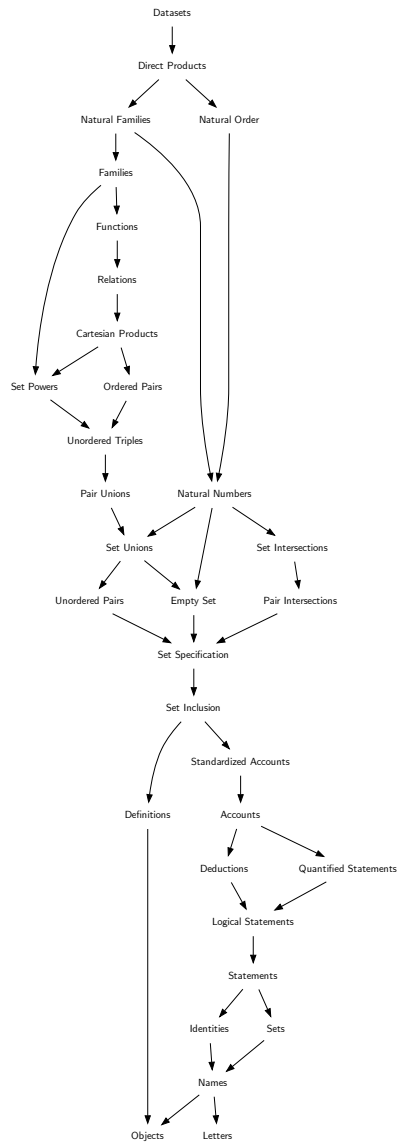 Datasets
Direct Products
Natural Families
Natural Order
Families
Functions
Relations
Cartesian Products
Set Powers
Ordered Pairs
Unordered Triples
Pair Unions
Natural Numbers
Set Unions
Set Intersections
Unordered Pairs
Empty Set
Pair Intersections
Set Specification
Set Inclusion
Standardized Accounts
Definitions
Accounts
Deductions
Quantified Statements
Logical Statements
Statements
Identities
Sets
Names
Objects
Letters